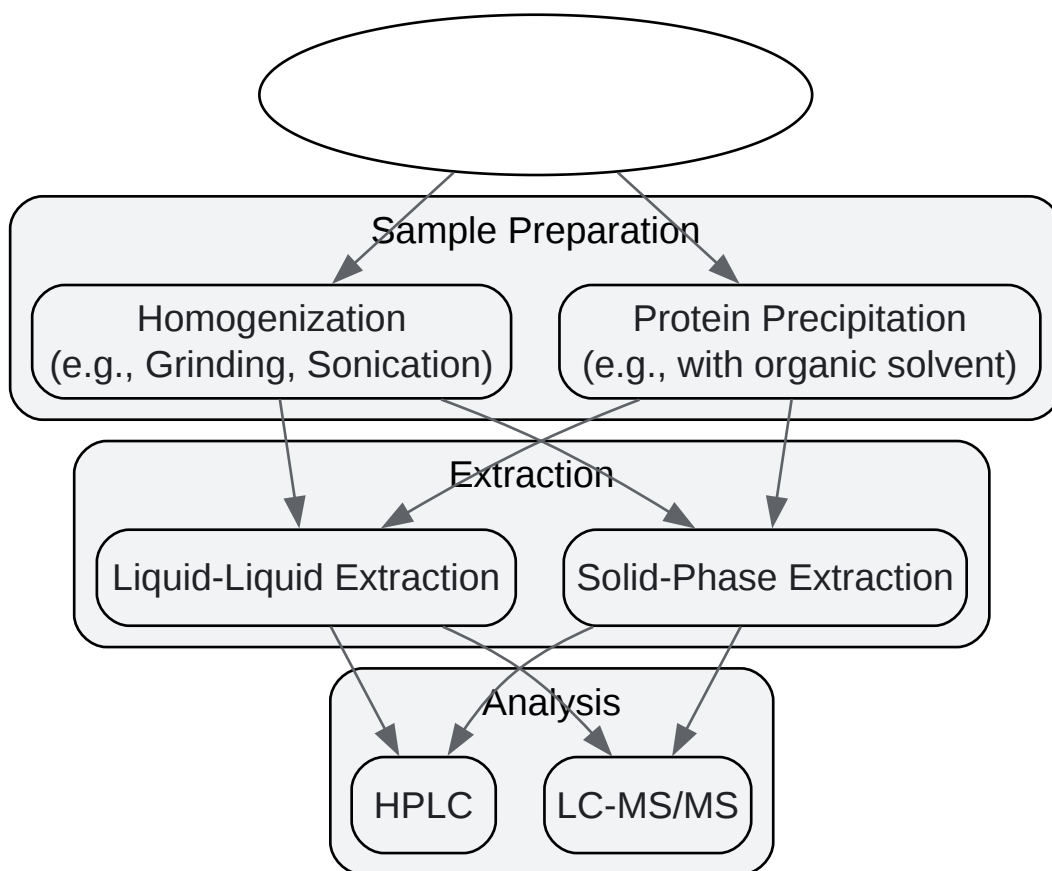 Sample Preparation
Homogenization
(e.g., Grinding, Sonication)
Protein Precipitation
(e.g., with organic solvent)
Extraction
Liquid-Liquid Extraction
Solid-Phase Extraction
Analysis
HPLC
LC-MS/MS